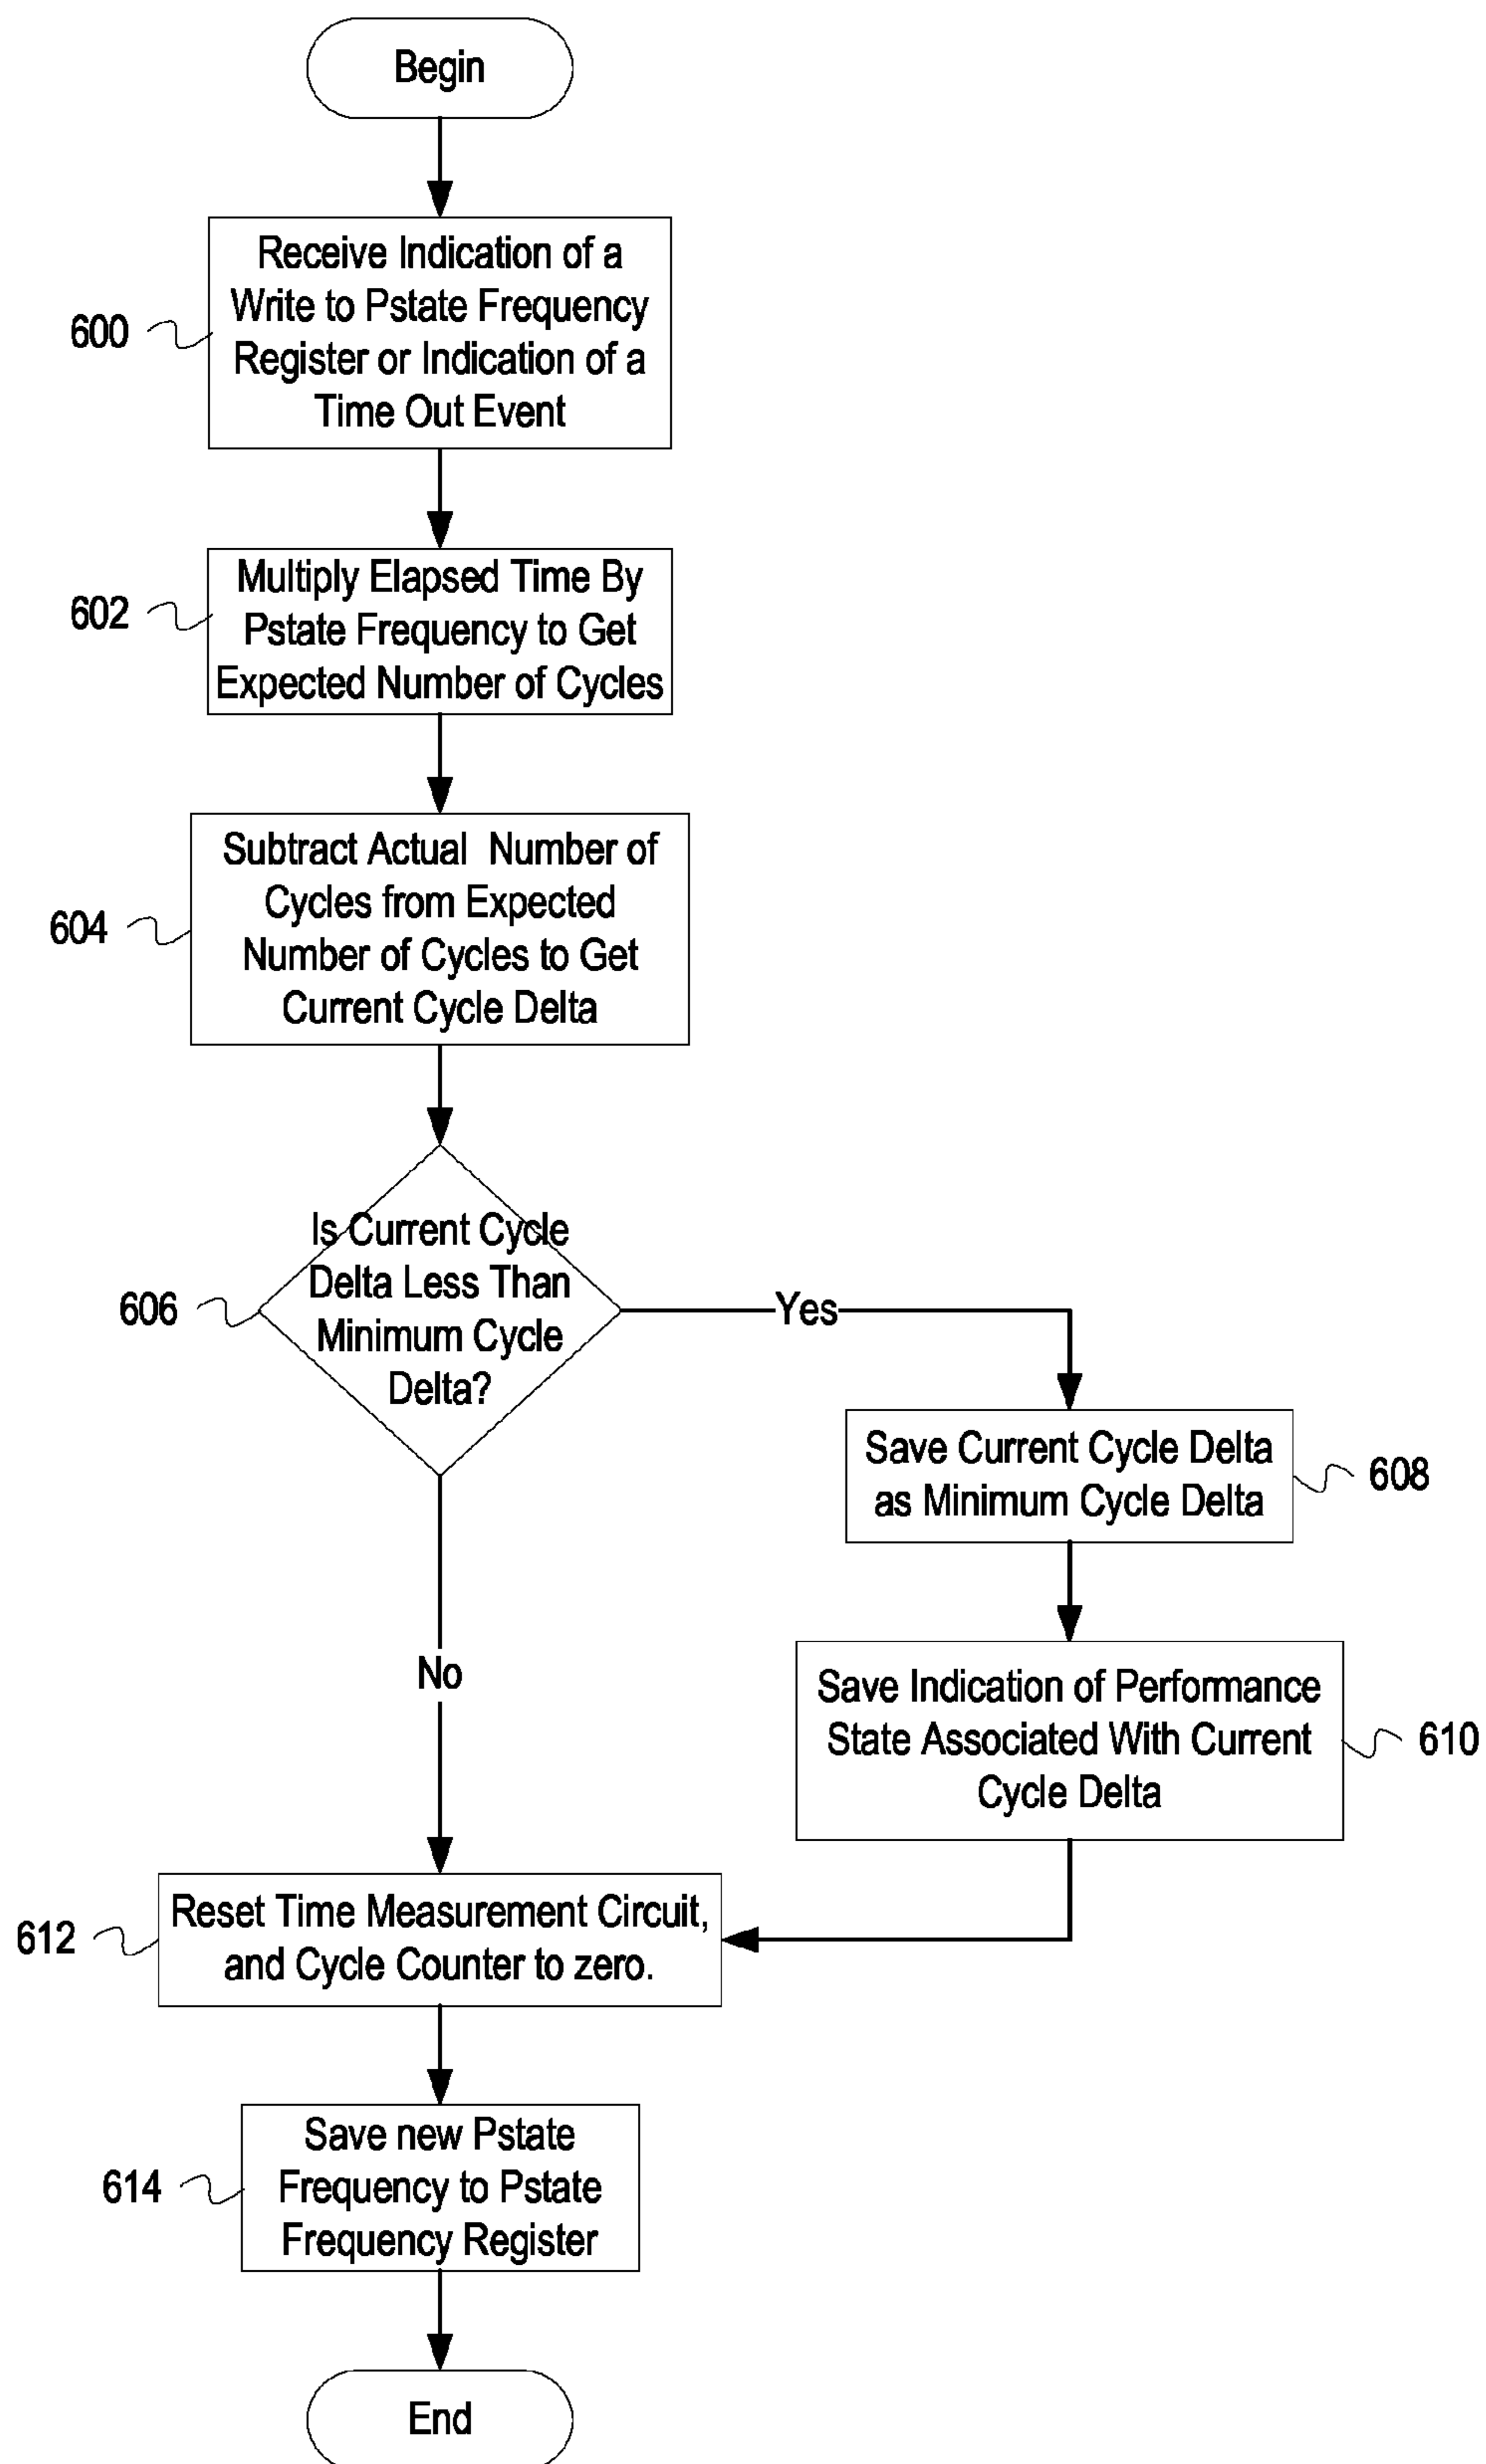 Begin
600
Receive Indication of a
Write to Pstate Frequency
Register or Indication of a
Time Out Event
602
Multiply Elapsed Time By
Pstate Frequency to Get
Expected Number of Cycles
604
Subtract Actual Number of
Cycles from Expected
Number of Cycles to Get
Current Cycle Delta
606
Is Current Cycle
Delta Less Than
Minimum Cycle
Delta?
Yes
Save Current Cycle Delta
as Minimum Cycle Delta
608
No
Save Indication of Performance
State Associated With Current
Cycle Delta
610
612
Reset Time Measurement Circuit,
and Cycle Counter to zero.
614
Save new Pstate
Frequency to Pstate
Frequency Register
End